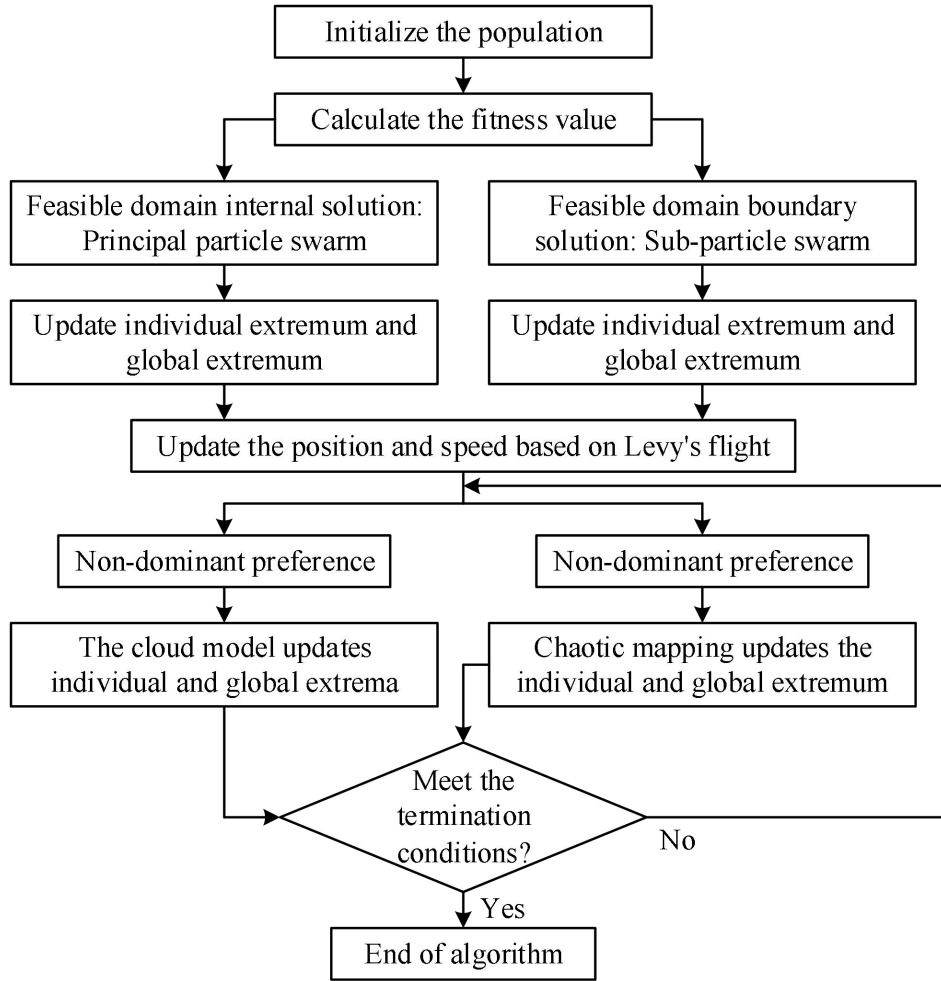 Initialize the population
Calculate the fitness value
Feasible domain internal solution:
Principal particle swarm
Feasible domain boundary
solution: Sub-particle swarm
Update individual extremum and
global extremum
Update individual extremum and
global extremum
Update the position and speed based on Levy's flight
Non-dominant preference
Non-dominant preference
The cloud model updates
individual and global extrema
Chaotic mapping updates the
individual and global extremum
Meet the
termination
conditions?
No
Yes
End of algorithm